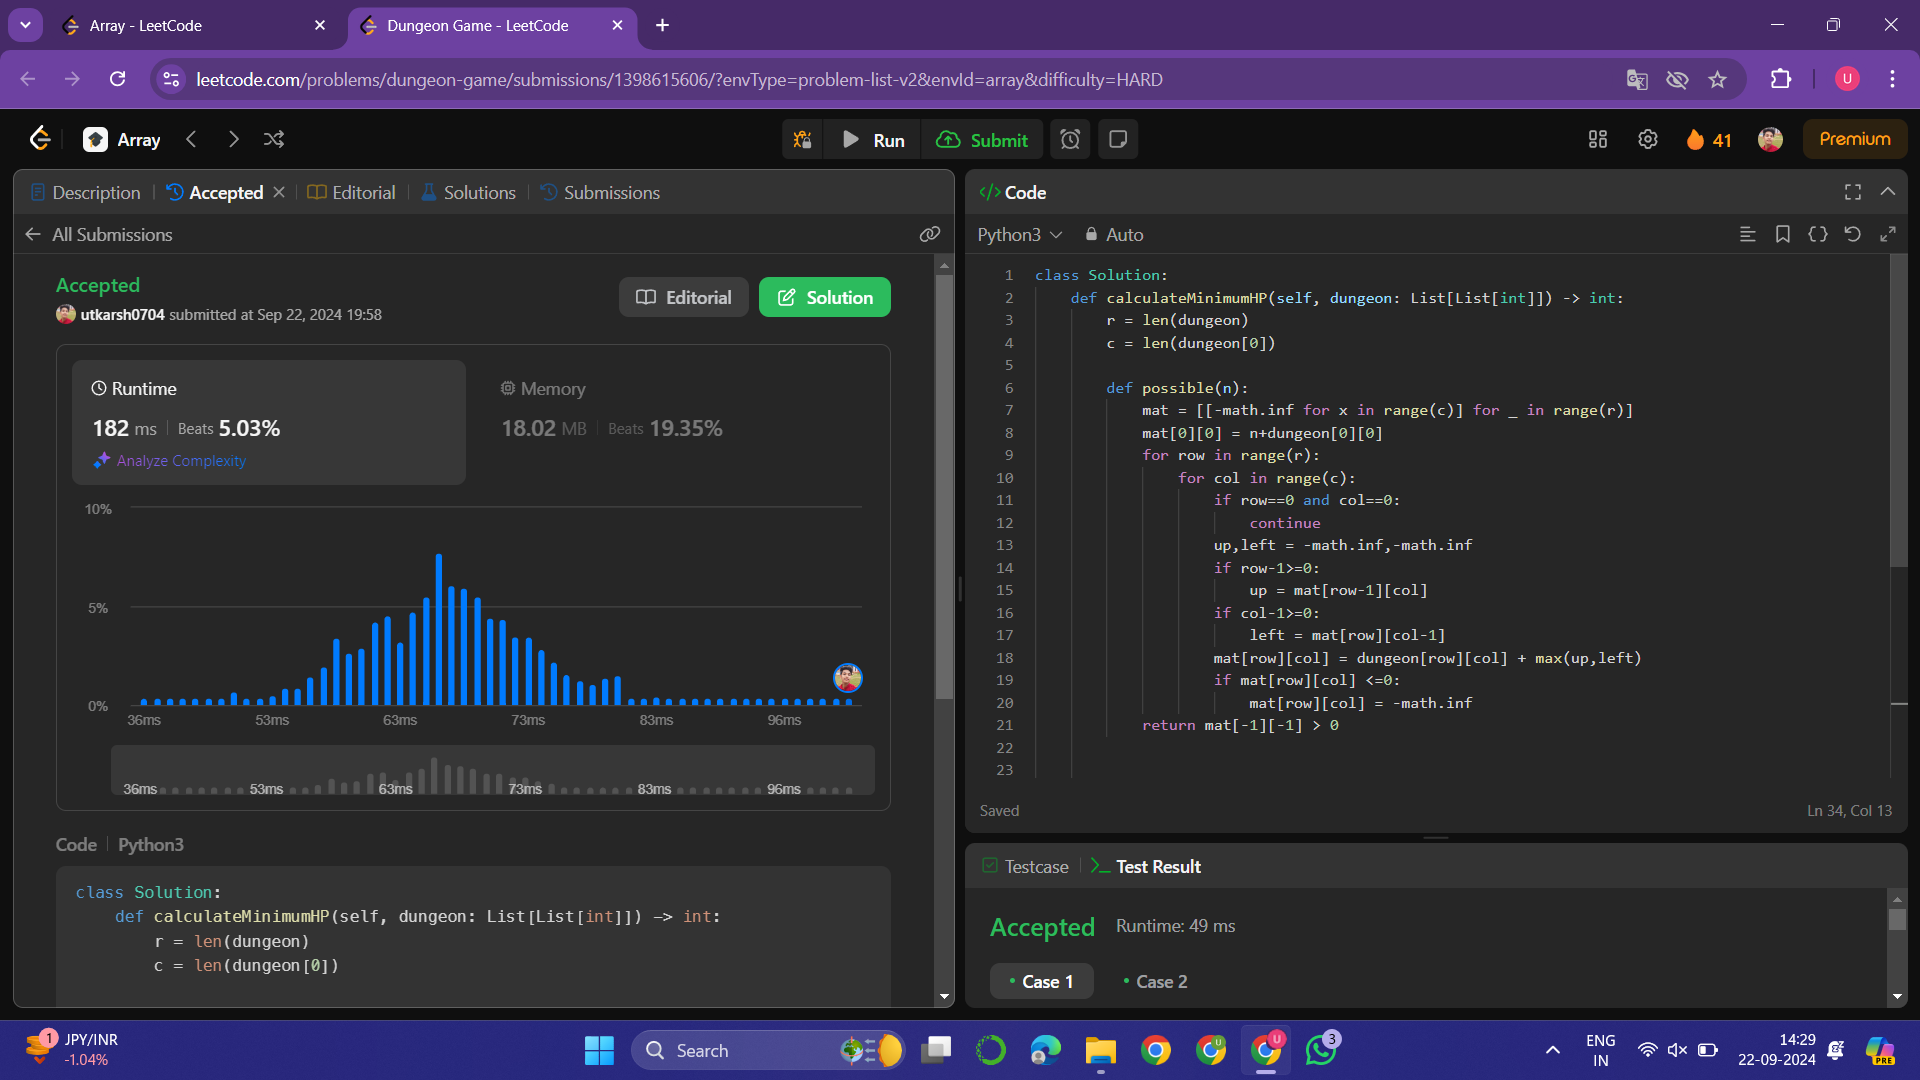 Array - LeetCode
Dungeon Game - LeetCode
leetcode.com/problems/dungeon-game/submissions/1398615606/?envType=problem-list-v2&envId=array&difficulty=HARD
U
Array
Run
Submit
41
Premium
Description
Accepted
Editorial
Solutions
Submissions
All Submissions
Accepted
utkarsh0704 submitted at Sep 22, 2024 19:58
Editorial
Solution
Runtime
182 ms
Beats 5.03%
Analyze Complexity
Memory
18.02 MB
Beats 19.35%
10%
5%
0%
36ms 53ms 63ms 73ms 83ms 96ms
36ms 53ms 63ms 73ms 83ms 96ms
Code
Python3
class Solution:
def calculateMinimumHP(self, dungeon: List[List[int]]) -> int:
r = len(dungeon)
c = len(dungeon[0])
</> Code
Python3
Auto
1 class Solution:
2 def calculateMinimumHP(self, dungeon: List[List[int]]) -> int:
3 r = len(dungeon)
4 c = len(dungeon[0])
5
6 def possible(n):
7 mat = [[-math.inf for x in range(c)] for _ in range(r)]
8 mat[0][0] = n+dungeon[0][0]
9 for row in range(r):
10 for col in range(c):
11 if row==0 and col==0:
12 continue
13 up,left = -math.inf,-math.inf
14 if row-1>=0:
15 up = mat[row-1][col]
16 if col-1>=0:
17 left = mat[row][col-1]
18 mat[row][col] = dungeon[row][col] + max(up,left)
19 if mat[row][col] <=0:
20 mat[row][col] = -math.inf
21 return mat[-1][-1] > 0
22
23
Saved
Ln 34, Col 13
Testcase
Test Result
Accepted
Runtime: 49 ms
Case 1
Case 2
1
JPY/INR
-1.04%
Search
U
U
3
ENG
IN
14:29
22-09-2024
PRE